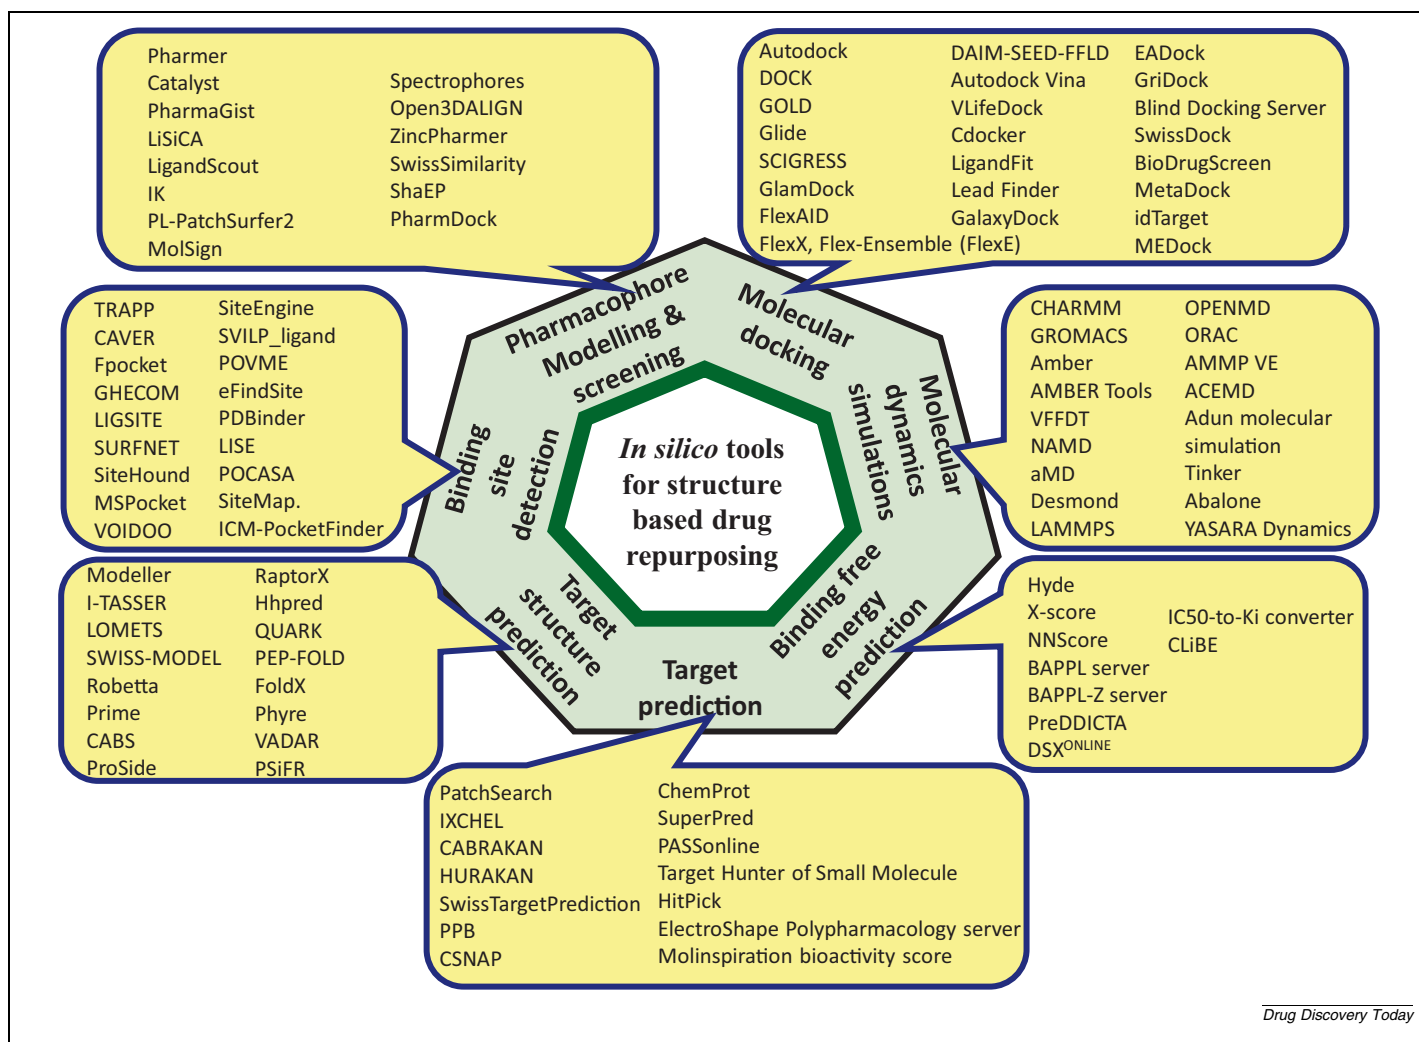 Pharmer
Catalyst
PharmaGist
LiSiCA
LigandScout
IK
PL-PatchSurfer2
MolSign
Spectrophores
Open3DALIGN
ZincPharmer
SwissSimilarity
ShaEP
PharmDock
Autodock
DOCK
GOLD
Glide
SCIGRESS
GlamDock
FlexAID
FlexX, Flex-Ensemble (FlexE)
DAIM-SEED-FFLD
Autodock Vina
VLifeDock
Cdocker
LigandFit
Lead Finder
GalaxyDock
EADock
GriDock
Blind Docking Server
SwissDock
BioDrugScreen
MetaDock
idTarget
MEDock
TRAPP
CAVER
Fpocket
GHECOM
LIGSITE
SURFNET
SiteHound
MSPocket
VOIDOO
SiteEngine
SVILP_ligand
POVME
eFindSite
PDBinder
LISE
POCASA
SiteMap.
ICM-PocketFinder
Pharmacophore
Modelling &
screening
Molecular
docking
Molecular
dynamics
simulations
Binding
site
detection
In silico tools
for structure
based drug
repurposing
Target
structure
prediction
Target
prediction
Binding free
energy
prediction
CHARMM
GROMACS
Amber
AMBER Tools
VFFDT
NAMD
aMD
Desmond
LAMMPS
OPENMD
ORAC
AMMP VE
ACEMD
Adun molecular
simulation
Tinker
Abalone
YASARA Dynamics
Modeller
I-TASSER
LOMETS
SWISS-MODEL
Robetta
Prime
CABS
ProSide
RaptorX
Hhpred
QUARK
PEP-FOLD
FoldX
Phyre
VADAR
PSiFR
Hyde
X-score
NNScore
BAPPL server
BAPPL-Z server
PreDDICTA
DSXONLINE
IC50-to-Ki converter
CLiBE
PatchSearch
IXCHEL
CABRAKAN
HURAKAN
SwissTargetPrediction
PPB
CSNAP
ChemProt
SuperPred
PASSonline
Target Hunter of Small Molecule
HitPick
ElectroShape Polypharmacology server
Molinspiration bioactivity score
Drug Discovery Today